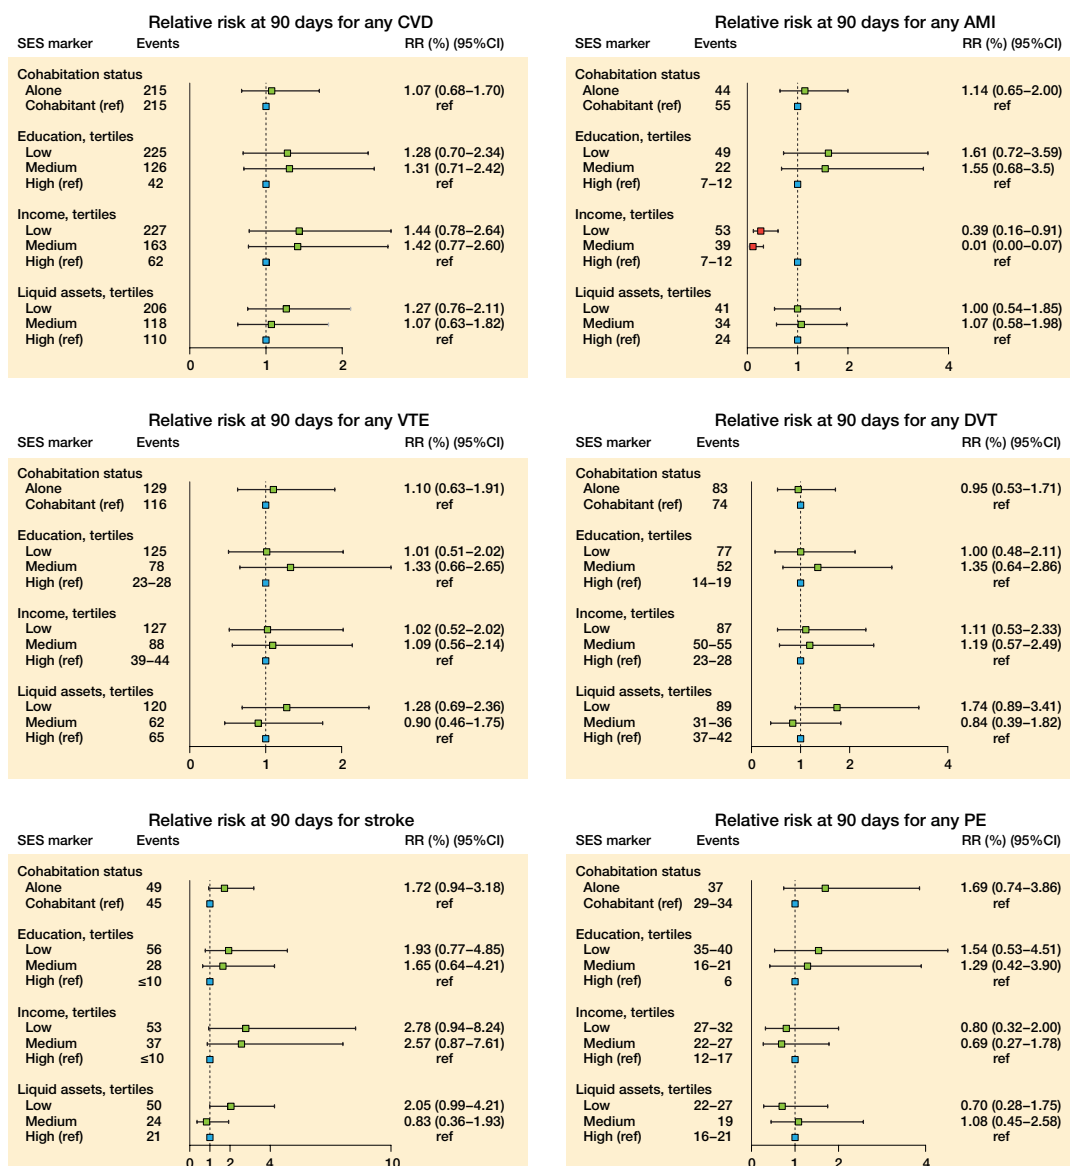 Relative risk at 90 days for any CVD
SES marker Events RR (%) (95%CI)
Cohabitation status
Alone 215 1.07 (0.68–1.70)
Cohabitant (ref) 215 ref
Education, tertiles
Low 225 1.28 (0.70–2.34)
Medium 126 1.31 (0.71–2.42)
High (ref) 42 ref
Income, tertiles
Low 227 1.44 (0.78–2.64)
Medium 163 1.42 (0.77–2.60)
High (ref) 62 ref
Liquid assets, tertiles
Low 206 1.27 (0.76–2.11)
Medium 118 1.07 (0.63–1.82)
High (ref) 110 ref
0 1 2
Relative risk at 90 days for any AMI
SES marker Events RR (%) (95%CI)
Cohabitation status
Alone 44 1.14 (0.65–2.00)
Cohabitant (ref) 55 ref
Education, tertiles
Low 49 1.61 (0.72–3.59)
Medium 22 1.55 (0.68–3.5)
High (ref) 7–12 ref
Income, tertiles
Low 53 0.39 (0.16–0.91)
Medium 39 0.01 (0.00–0.07)
High (ref) 7–12 ref
Liquid assets, tertiles
Low 41 1.00 (0.54–1.85)
Medium 34 1.07 (0.58–1.98)
High (ref) 24 ref
0 1 2 4
Relative risk at 90 days for any VTE
SES marker Events RR (%) (95%CI)
Cohabitation status
Alone 129 1.10 (0.63–1.91)
Cohabitant (ref) 116 ref
Education, tertiles
Low 125 1.01 (0.51–2.02)
Medium 78 1.33 (0.66–2.65)
High (ref) 23–28 ref
Income, tertiles
Low 127 1.02 (0.52–2.02)
Medium 88 1.09 (0.56–2.14)
High (ref) 39–44 ref
Liquid assets, tertiles
Low 120 1.28 (0.69–2.36)
Medium 62 0.90 (0.46–1.75)
High (ref) 65 ref
0 1 2
Relative risk at 90 days for any DVT
SES marker Events RR (%) (95%CI)
Cohabitation status
Alone 83 0.95 (0.53–1.71)
Cohabitant (ref) 74 ref
Education, tertiles
Low 77 1.00 (0.48–2.11)
Medium 52 1.35 (0.64–2.86)
High (ref) 14–19 ref
Income, tertiles
Low 87 1.11 (0.53–2.33)
Medium 50–55 1.19 (0.57–2.49)
High (ref) 23–28 ref
Liquid assets, tertiles
Low 89 1.74 (0.89–3.41)
Medium 31–36 0.84 (0.39–1.82)
High (ref) 37–42 ref
0 1 2 4
Relative risk at 90 days for stroke
SES marker Events RR (%) (95%CI)
Cohabitation status
Alone 49 1.72 (0.94–3.18)
Cohabitant (ref) 45 ref
Education, tertiles
Low 56 1.93 (0.77–4.85)
Medium 28 1.65 (0.64–4.21)
High (ref) ≤10 ref
Income, tertiles
Low 53 2.78 (0.94–8.24)
Medium 37 2.57 (0.87–7.61)
High (ref) ≤10 ref
Liquid assets, tertiles
Low 50 2.05 (0.99–4.21)
Medium 24 0.83 (0.36–1.93)
High (ref) 21 ref
0 1 2 4 10
Relative risk at 90 days for any PE
SES marker Events RR (%) (95%CI)
Cohabitation status
Alone 37 1.69 (0.74–3.86)
Cohabitant (ref) 29–34 ref
Education, tertiles
Low 35–40 1.54 (0.53–4.51)
Medium 16–21 1.29 (0.42–3.90)
High (ref) 6 ref
Income, tertiles
Low 27–32 0.80 (0.32–2.00)
Medium 22–27 0.69 (0.27–1.78)
High (ref) 12–17 ref
Liquid assets, tertiles
Low 22–27 0.70 (0.28–1.75)
Medium 19 1.08 (0.45–2.58)
High (ref) 16–21 ref
0 1 2 4